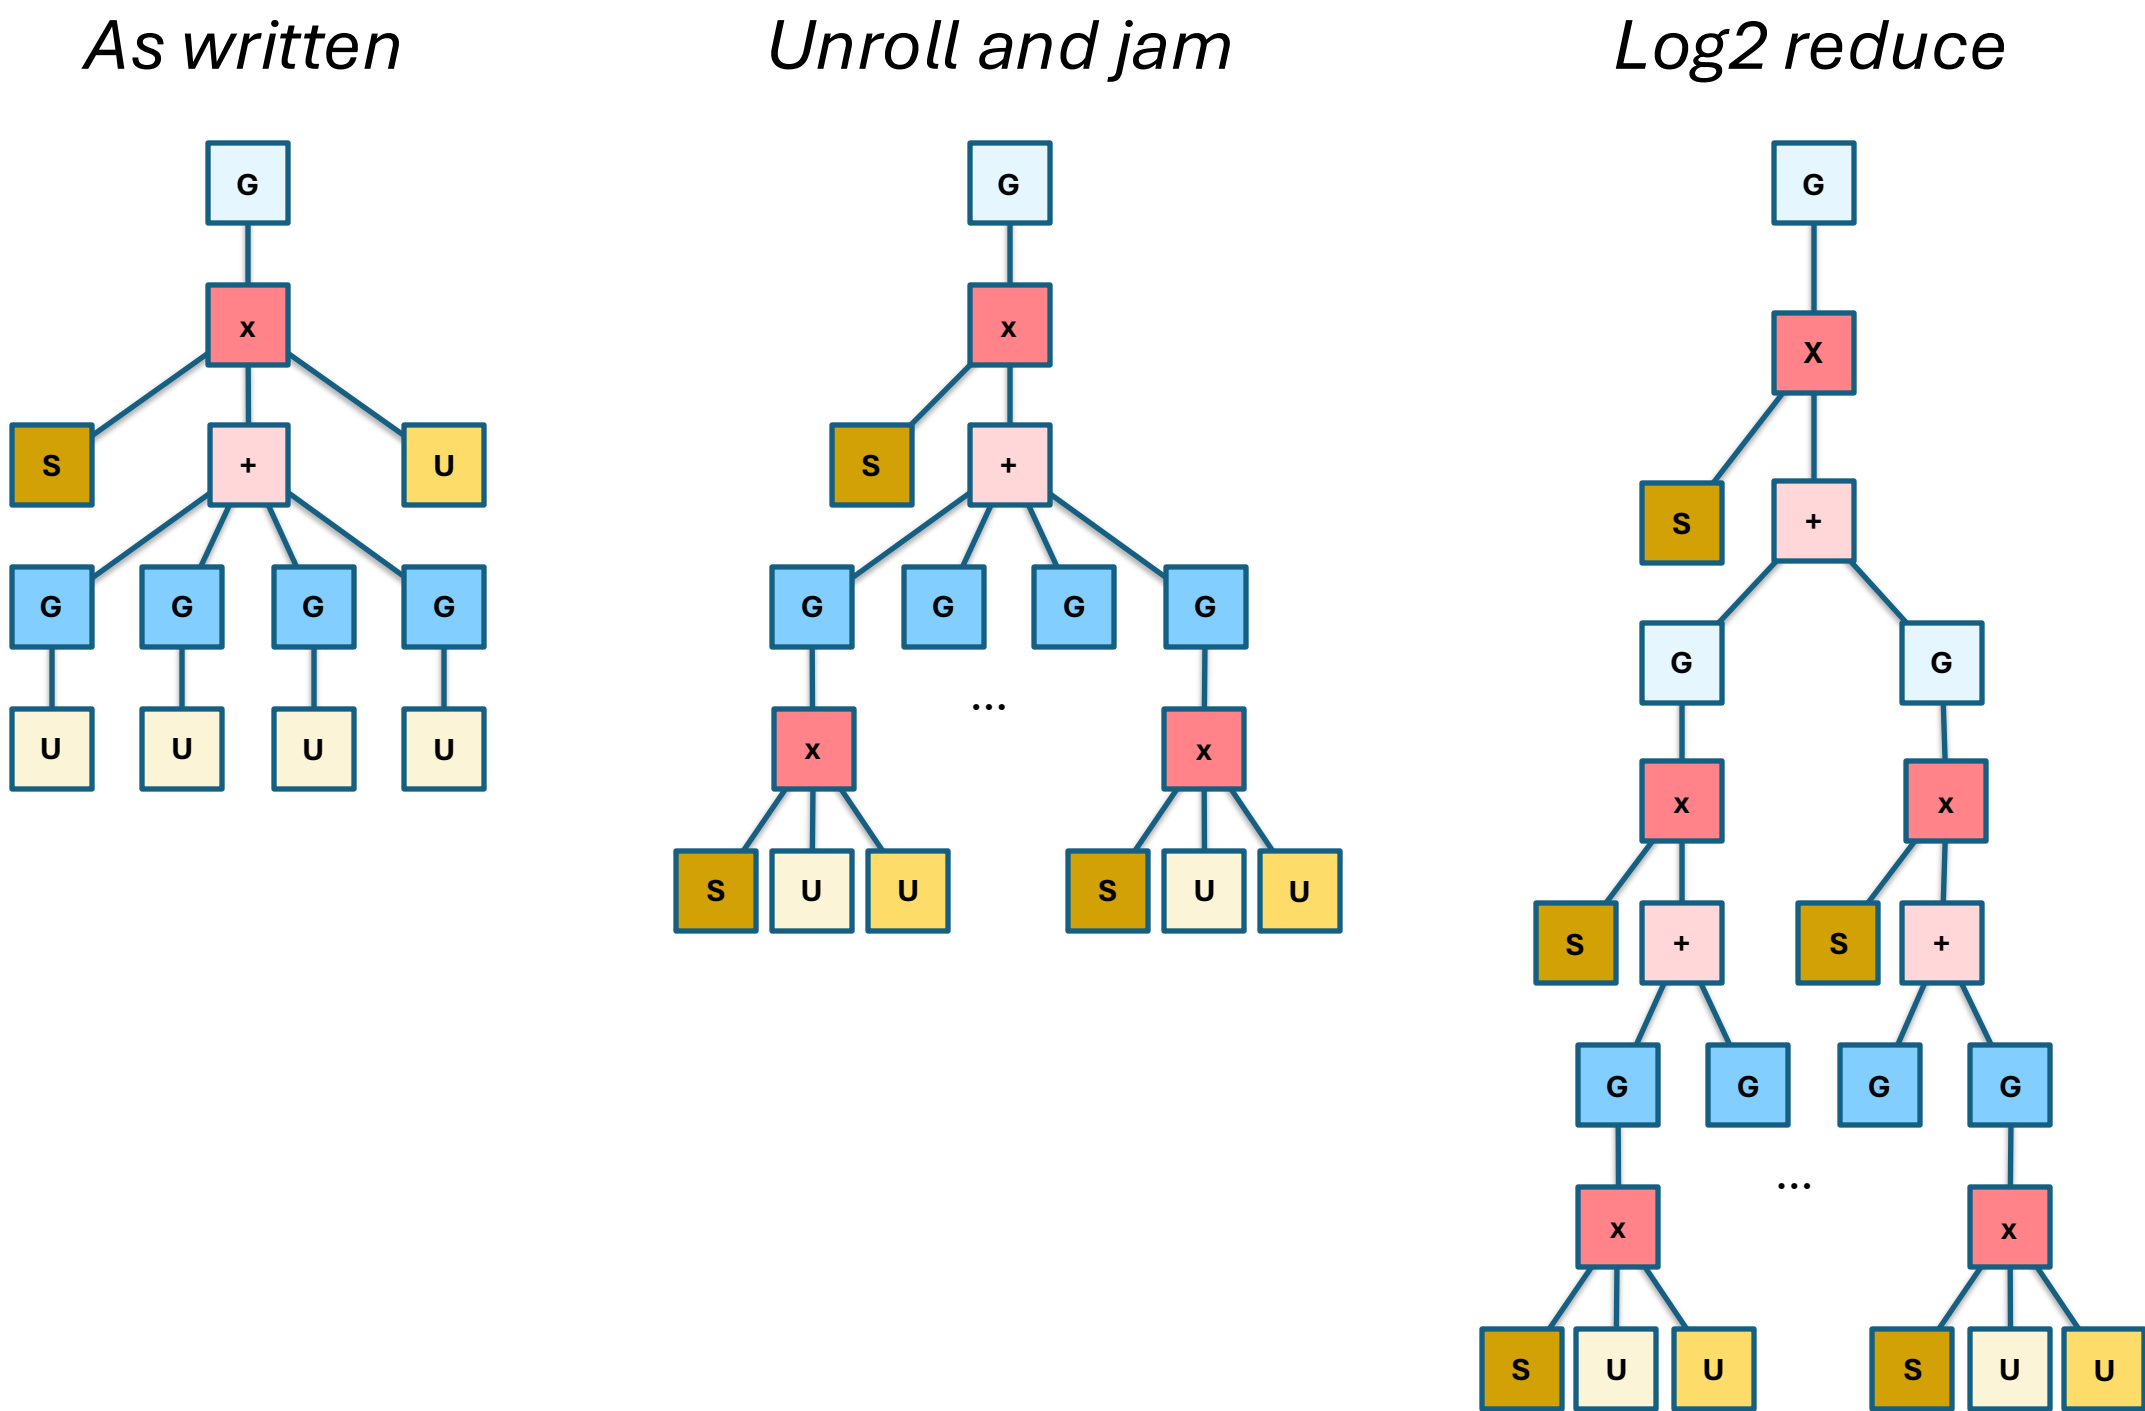 As written
Unroll and jam
Log2 reduce
G
x
S + U
G G G G
U U U U
G
x
S +
G G G G
...
x x
S U U S U U
G
X
S +
G G
x x
S + S +
G G G G
...
x x
S U U S U U